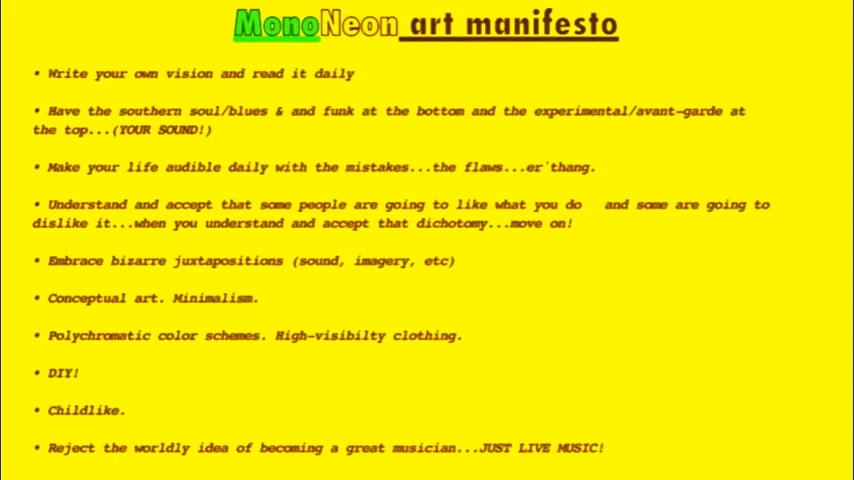 MonoNeon art manifesto
• Write your own vision and read it daily
• Have the southern soul/blues & and funk at the bottom and the experimental/avant-garde at
the top...(YOUR SOUND!)
• Make your life audible daily with the mistakes...the flaws...er'thang.
• Understand and accept that some people are going to like what you do   and some are going to
dislike it...when you understand and accept that dichotomy...move on!
• Embrace bizarre juxtapositions (sound, imagery, etc)
• Conceptual art. Minimalism.
• Polychromatic color schemes. High-visibilty clothing.
• DIY!
• Childlike.
• Reject the worldly idea of becoming a great musician...JUST LIVE MUSIC!